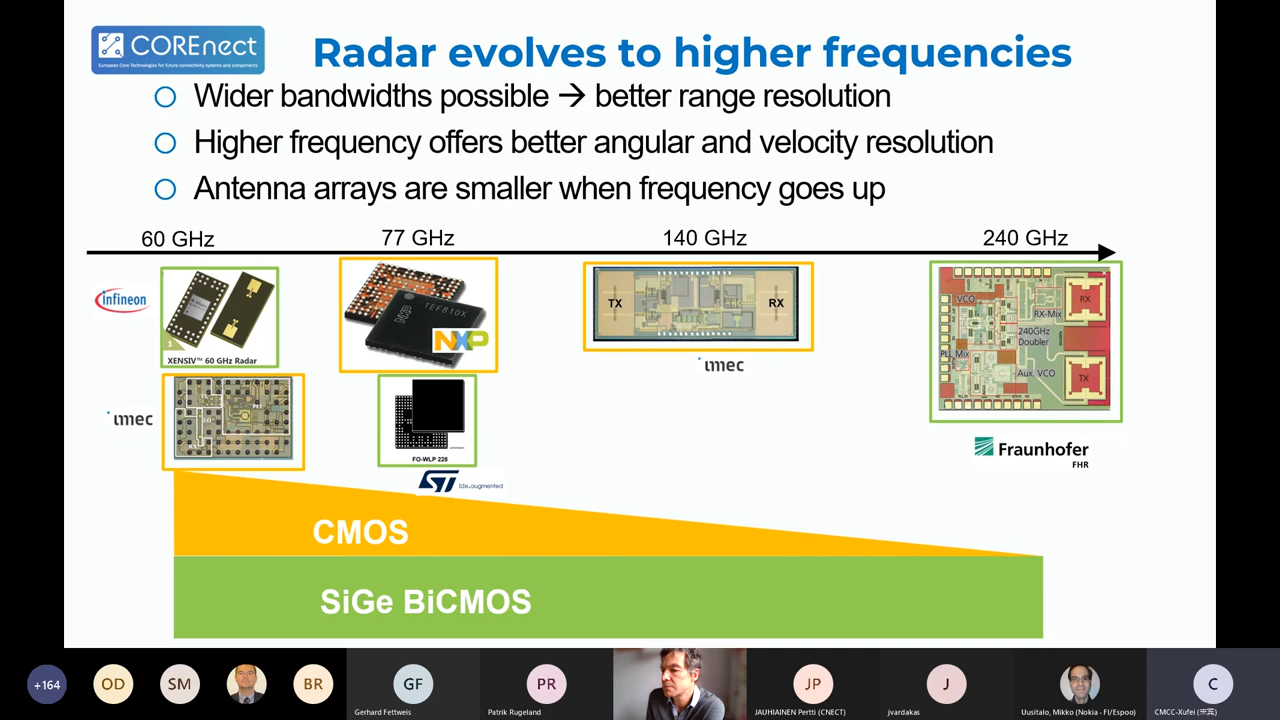 COREnect
European Core Technologies for future connectivity systems and components
Radar evolves to higher frequencies
Wider bandwidths possible → better range resolution
Higher frequency offers better angular and velocity resolution
Antenna arrays are smaller when frequency goes up
60 GHz
77 GHz
140 GHz
240 GHz
infineon
1
XENSIV™ 60 GHz Radar
NXP
TEF810X
NXP
TX
RX
imec
VCO
RX
RX-Mix
240GHz
Doubler
PLL Mix
Aux. VCO
TX
imec
FO-WLP 228
ST
life.augmented
Fraunhofer
FHR
CMOS
SiGe BiCMOS
+164
OD
SM
BR
GF
Gerhard Fettweis
PR
Patrik Rugeland
JP
JAUHIAINEN Pertti (CNECT)
J
jvardakas
Uusitalo, Mikko (Nokia - FI/Espoo)
C